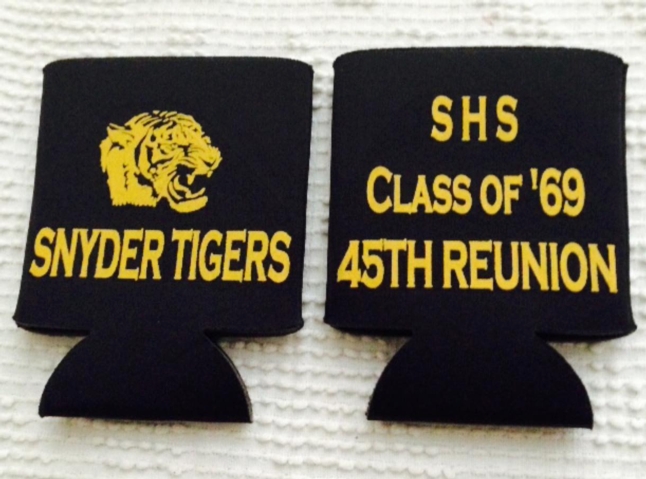 SNYDER TIGERS
SHS
CLASS OF '69
45TH REUNION